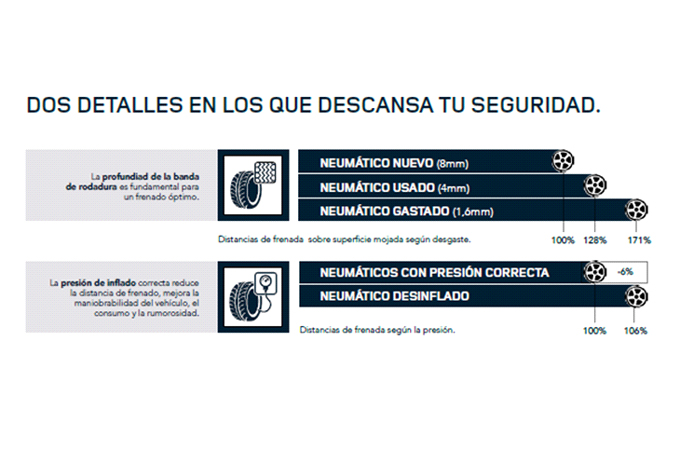 DOS DETALLES EN LOS QUE DESCANSA TU SEGURIDAD.
La profundiad de la banda
de rodadura es fundamental para
un frenado óptimo.
NEUMÁTICO NUEVO (8mm)
NEUMÁTICO USADO (4mm)
NEUMÁTICO GASTADO (1,6mm)
Distancias de frenada sobre superficie mojada según desgaste.
100% 128% 171%
La presión de inflado correcta reduce
la distancia de frenado, mejora la
maniobrabilidad del vehículo, el
consumo y la rumorosidad.
NEUMÁTICOS CON PRESIÓN CORRECTA -6%
NEUMÁTICO DESINFLADO
Distancias de frenada según la presión.
100% 106%